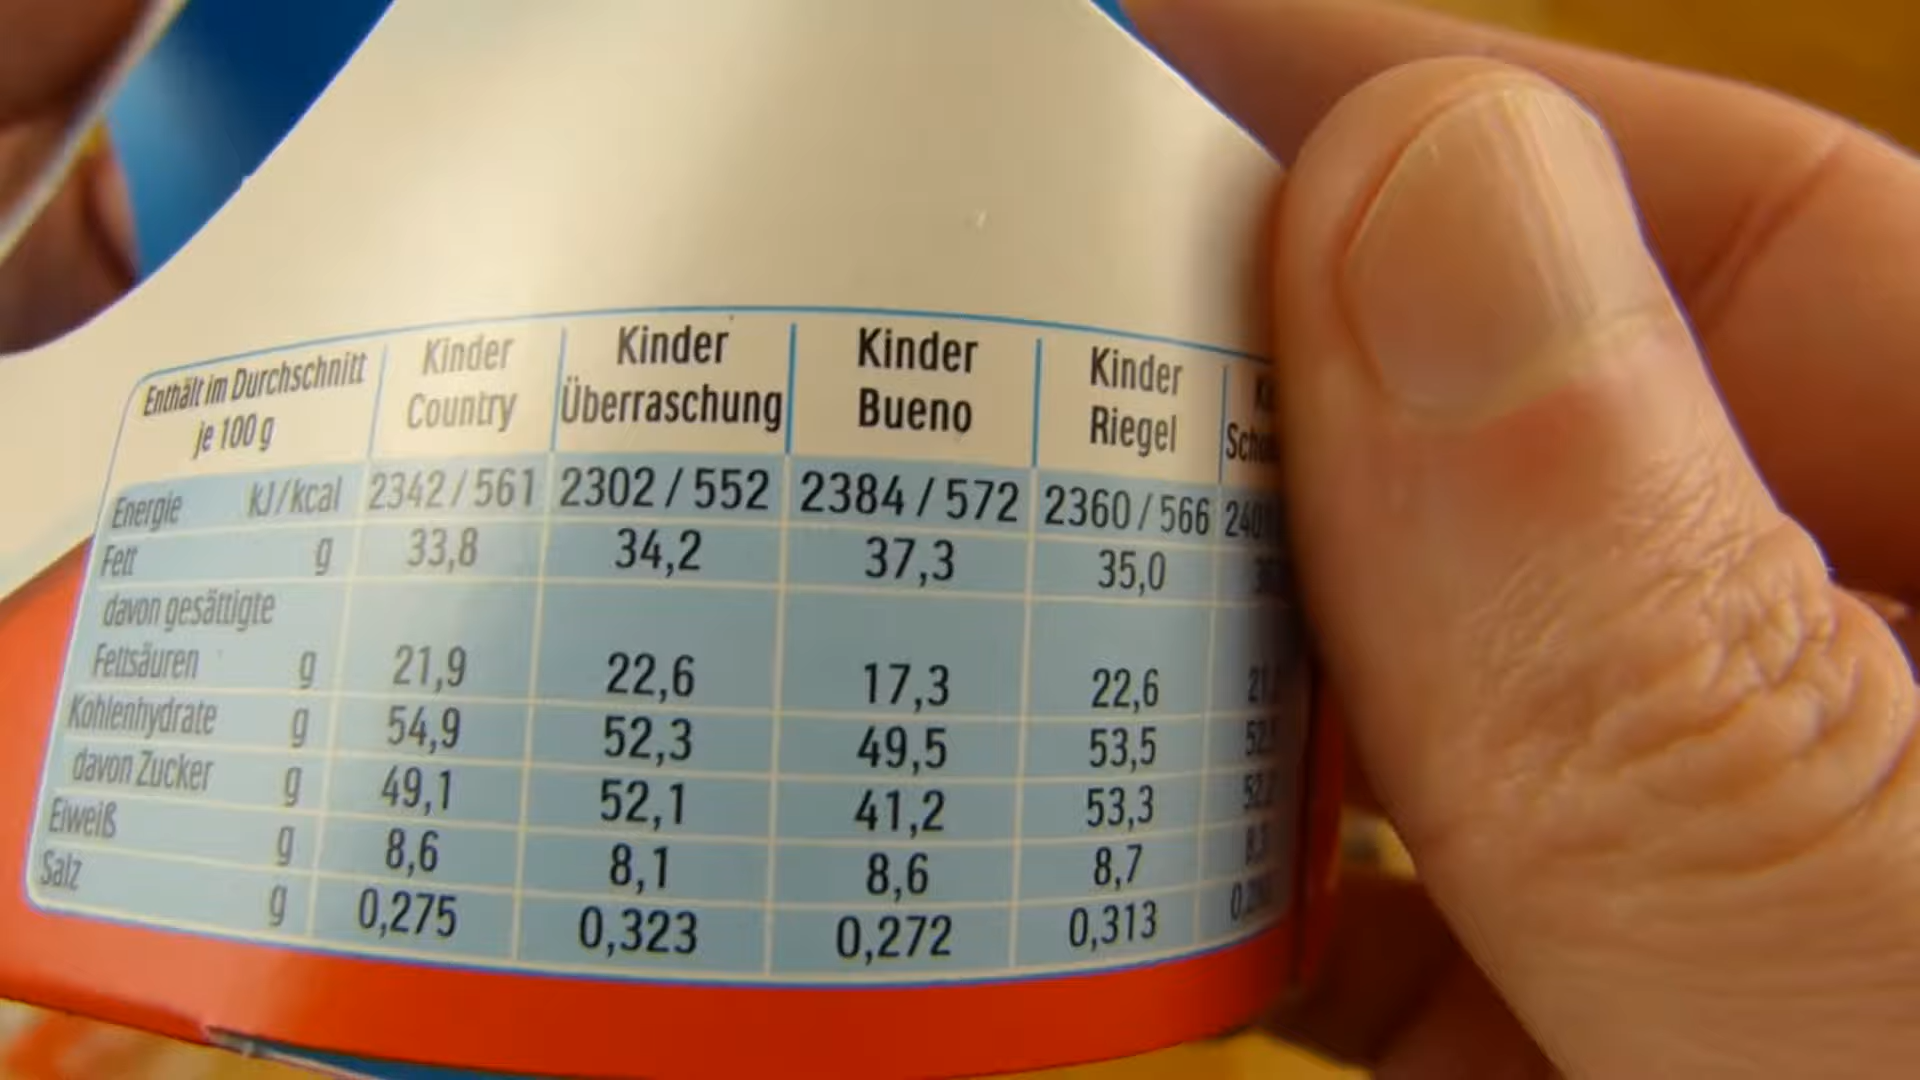 Enthält im Durchschnitt je 100 g Kinder Country Kinder Überraschung Kinder Bueno Kinder Riegel
Energie kJ/kcal 2342/561 2302/552 2384/572 2360/566
Fett g 33,8 34,2 37,3 35,0
davon gesättigte
Fettsäuren g 21,9 22,6 17,3 22,6
Kohlenhydrate g 54,9 52,3 49,5 53,5
davon Zucker g 49,1 52,1 41,2 53,3
Eiweiß g 8,6 8,1 8,6 8,7
Salz g 0,275 0,323 0,272 0,313